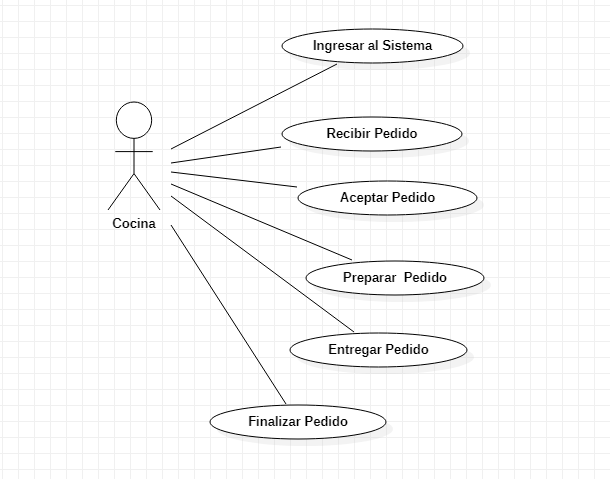 Ingresar al Sistema
Recibir Pedido
Aceptar Pedido
Cocina
Preparar  Pedido
Entregar Pedido
Finalizar Pedido